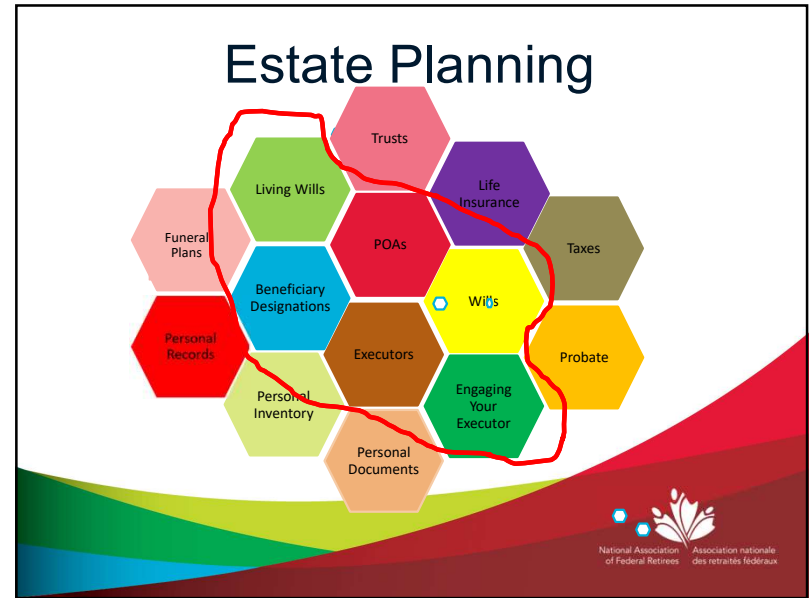 Estate Planning
Trusts
Living Wills
Life
Insurance
Funeral
Plans
POAs
Taxes
Beneficiary
Designations
Wills
Personal
Records
Executors
Probate
Personal
Inventory
Engaging
Your
Executor
Personal
Documents
National Association
of Federal Retirees
Association nationale
des retraités fédéraux